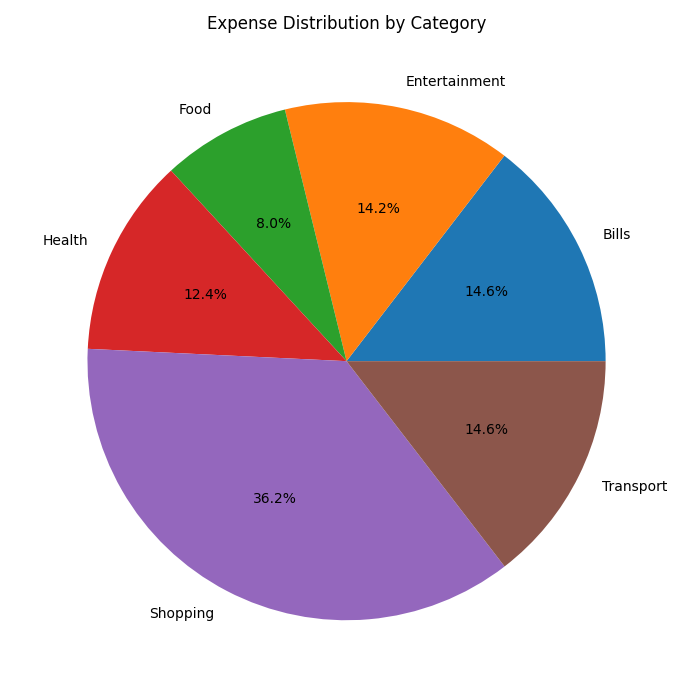 Expense Distribution by Category
Entertainment
Food
14.2%
8.0%
Bills
Health
14.6%
12.4%
14.6%
Transport
36.2%
Shopping